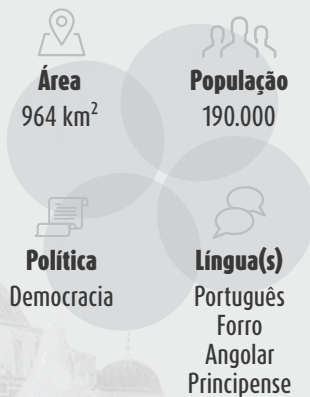 Área
964 km²
População
190.000
Política
Democracia
Língua(s)
Português
Forro
Angolar
Principense